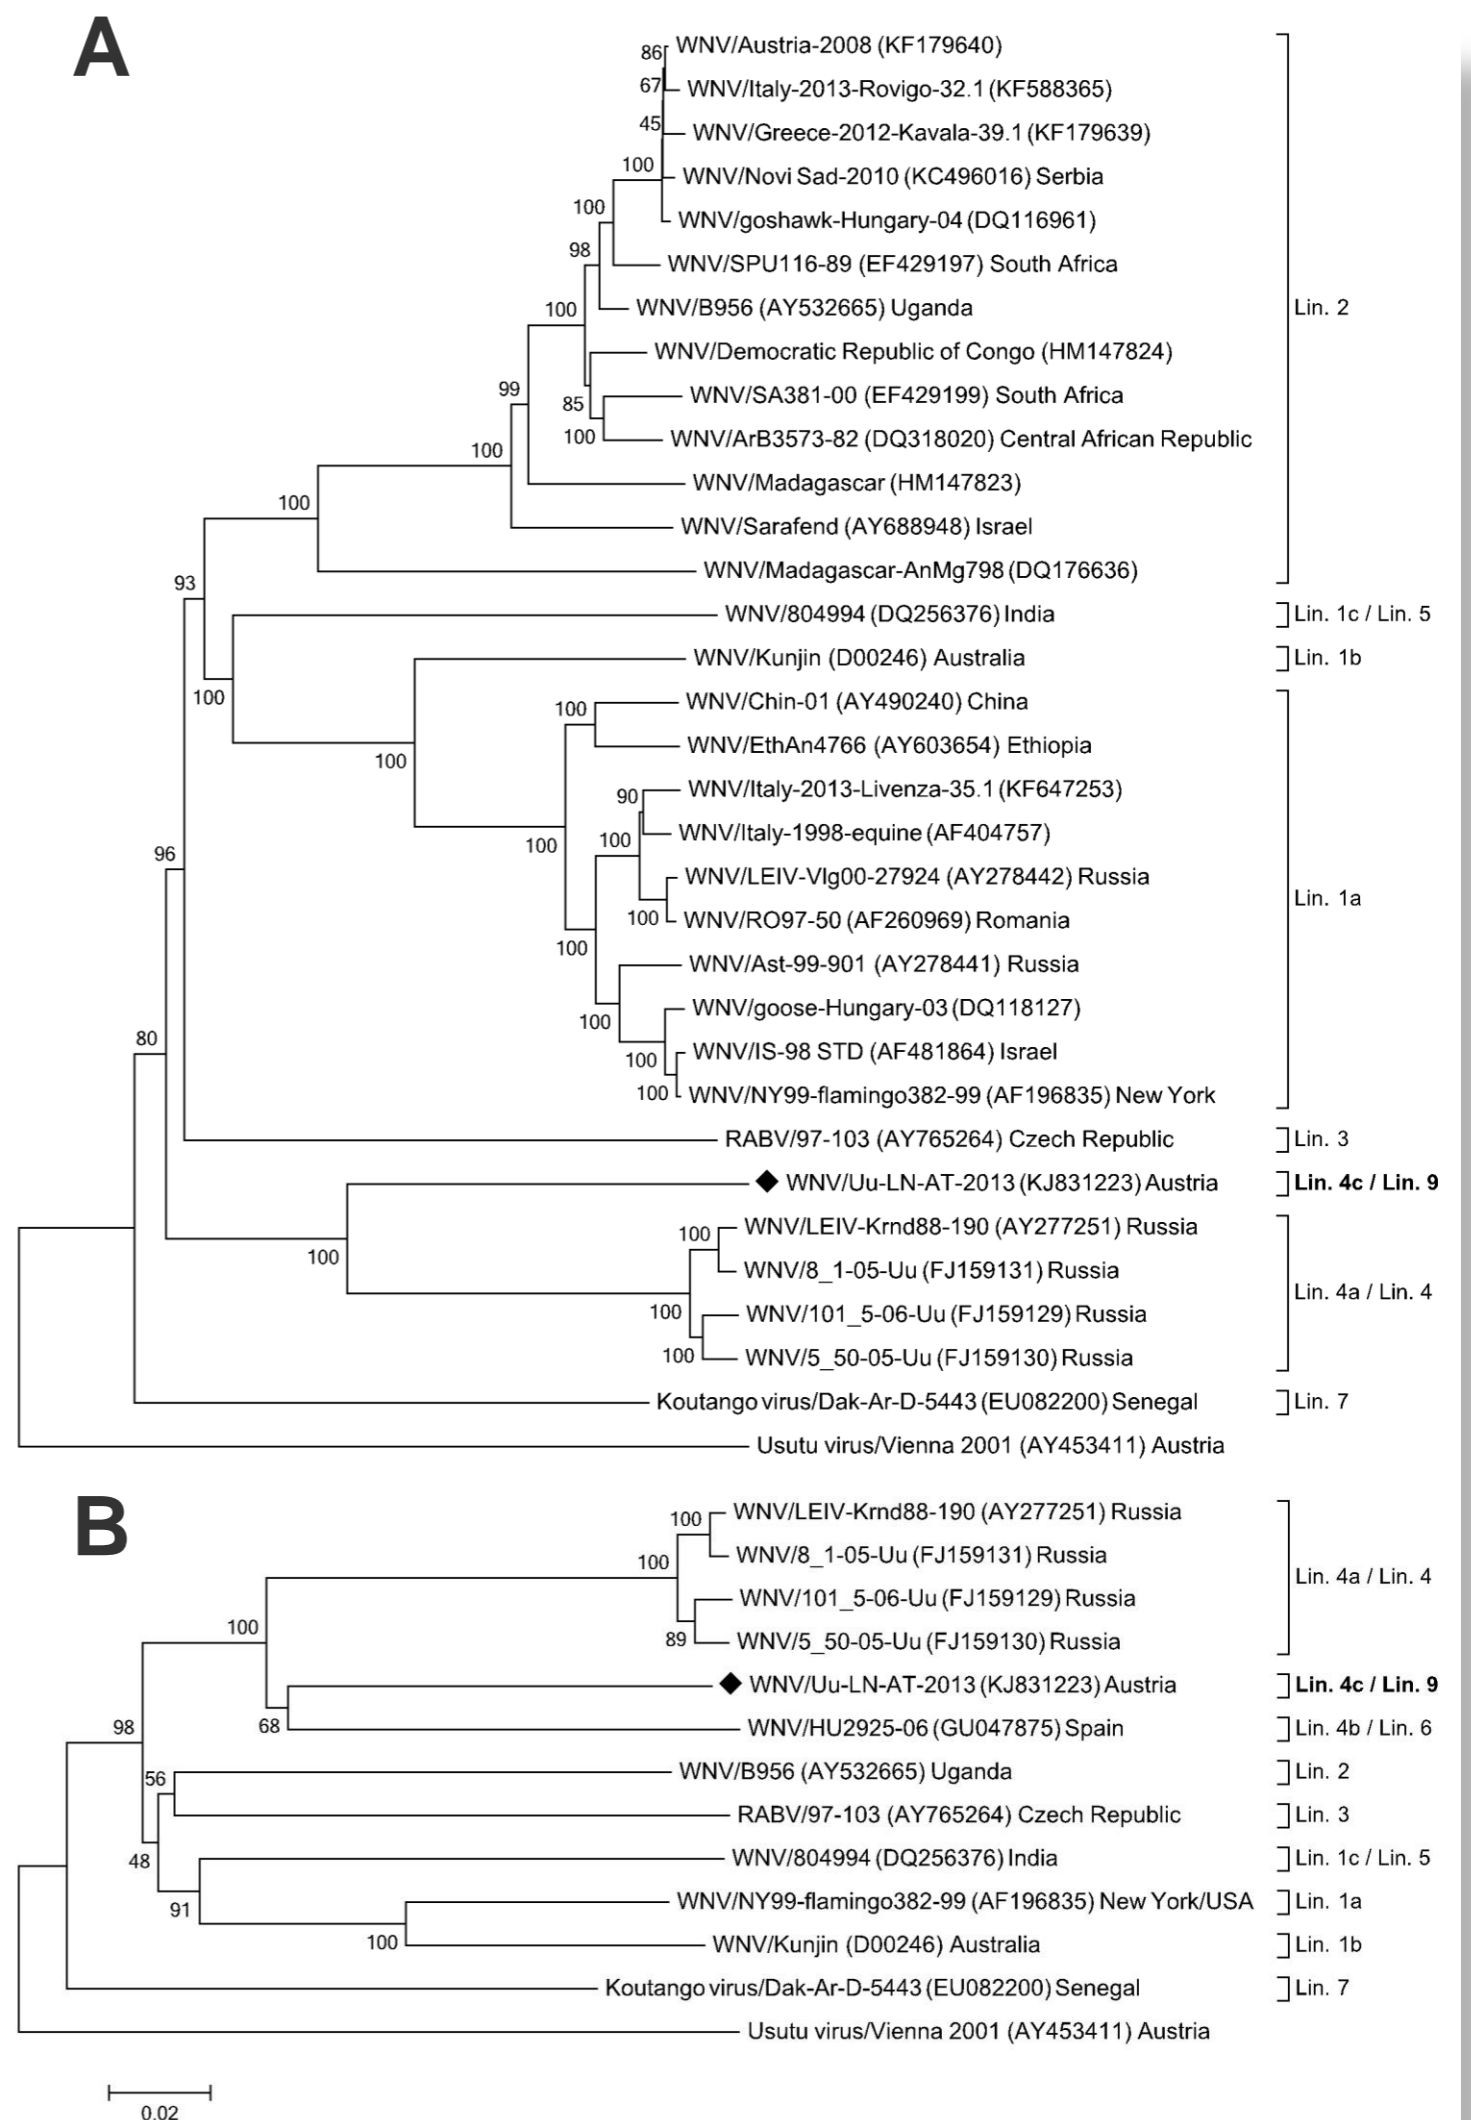 A
86
WNV/Austria-2008 (KF179640)
67
WNV/Italy-2013-Rovigo-32.1 (KF588365)
45
WNV/Greece-2012-Kavala-39.1 (KF179639)
100
WNV/Novi Sad-2010 (KC496016) Serbia
100
WNV/goshawk-Hungary-04 (DQ116961)
98
WNV/SPU116-89 (EF429197) South Africa
100
WNV/B956 (AY532665) Uganda
Lin. 2
WNV/Democratic Republic of Congo (HM147824)
99
WNV/SA381-00 (EF429199) South Africa
85
100
WNV/ArB3573-82 (DQ318020) Central African Republic
100
WNV/Madagascar (HM147823)
100
WNV/Sarafend (AY688948) Israel
WNV/Madagascar-AnMg798 (DQ176636)
93
WNV/804994 (DQ256376) India
Lin. 1c / Lin. 5
WNV/Kunjin (D00246) Australia
Lin. 1b
100
100
WNV/Chin-01 (AY490240) China
WNV/EthAn4766 (AY603654) Ethiopia
100
90
WNV/Italy-2013-Livenza-35.1 (KF647253)
100
WNV/Italy-1998-equine (AF404757)
100
96
WNV/LEIV-Vlg00-27924 (AY278442) Russia
Lin. 1a
100
WNV/RO97-50 (AF260969) Romania
100
WNV/Ast-99-901 (AY278441) Russia
WNV/goose-Hungary-03 (DQ118127)
100
80
WNV/IS-98 STD (AF481864) Israel
100
100
WNV/NY99-flamingo382-99 (AF196835) New York
RABV/97-103 (AY765264) Czech Republic
Lin. 3
WNV/Uu-LN-AT-2013 (KJ831223) Austria
Lin. 4c / Lin. 9
100
WNV/LEIV-Krnd88-190 (AY277251) Russia
100
WNV/8_1-05-Uu (FJ159131) Russia
Lin. 4a / Lin. 4
100
WNV/101_5-06-Uu (FJ159129) Russia
100
WNV/5_50-05-Uu (FJ159130) Russia
Koutango virus/Dak-Ar-D-5443 (EU082200) Senegal
Lin. 7
Usutu virus/Vienna 2001 (AY453411) Austria
B
100
WNV/LEIV-Krnd88-190 (AY277251) Russia
100
WNV/8_1-05-Uu (FJ159131) Russia
Lin. 4a / Lin. 4
WNV/101_5-06-Uu (FJ159129) Russia
100
89
WNV/5_50-05-Uu (FJ159130) Russia
WNV/Uu-LN-AT-2013 (KJ831223) Austria
Lin. 4c / Lin. 9
98
68
WNV/HU2925-06 (GU047875) Spain
Lin. 4b / Lin. 6
56
WNV/B956 (AY532665) Uganda
Lin. 2
RABV/97-103 (AY765264) Czech Republic
Lin. 3
48
WNV/804994 (DQ256376) India
Lin. 1c / Lin. 5
91
WNV/NY99-flamingo382-99 (AF196835) New York/USA
Lin. 1a
100
WNV/Kunjin (D00246) Australia
Lin. 1b
Koutango virus/Dak-Ar-D-5443 (EU082200) Senegal
Lin. 7
Usutu virus/Vienna 2001 (AY453411) Austria
0.02